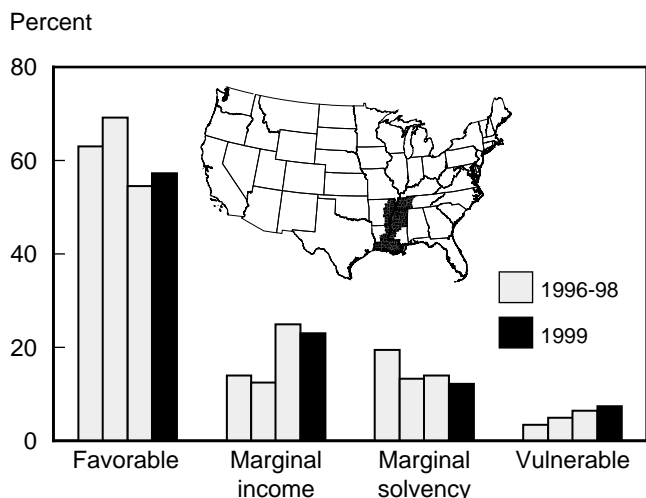 Percent
80
60
40
20
0
1996-98
1999
Favorable
Marginal
income
Marginal
solvency
Vulnerable